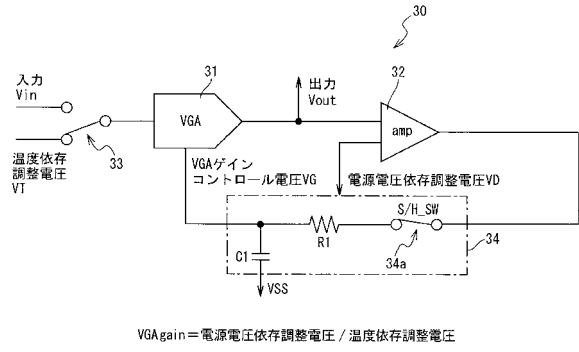 30
31
入力
Vin
VGA
出力
Vout
32
amp
33
温度依存
調整電圧
VT
VGAゲイン
コントロール電圧VG
電源電圧依存調整電圧VD
S/H_SW
R1
34a
34
C1
VSS
VGAgain＝電源電圧依存調整電圧/温度依存調整電圧